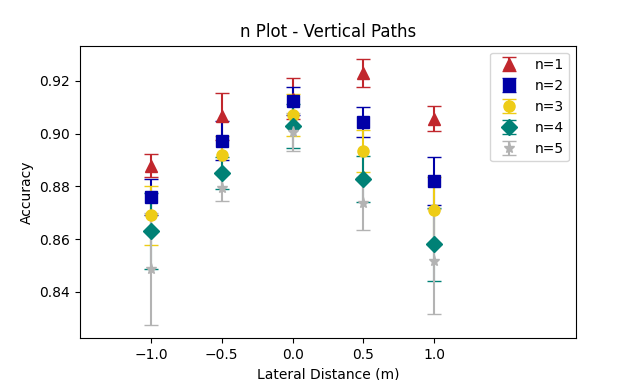 n Plot - Vertical Paths
Accuracy
0.92
0.90
0.88
0.86
0.84
−1.0
−0.5
0.0
0.5
1.0
Lateral Distance (m)
n=1
n=2
n=3
n=4
n=5